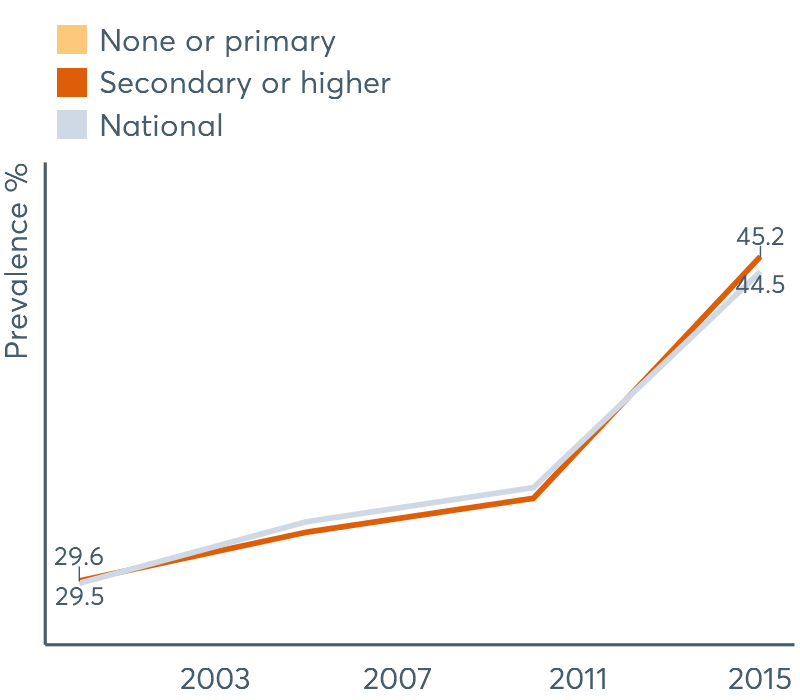 None or primary
Secondary or higher
National
Prevalence %
45.2
44.5
29.6
29.5
2003 2007 2011 2015